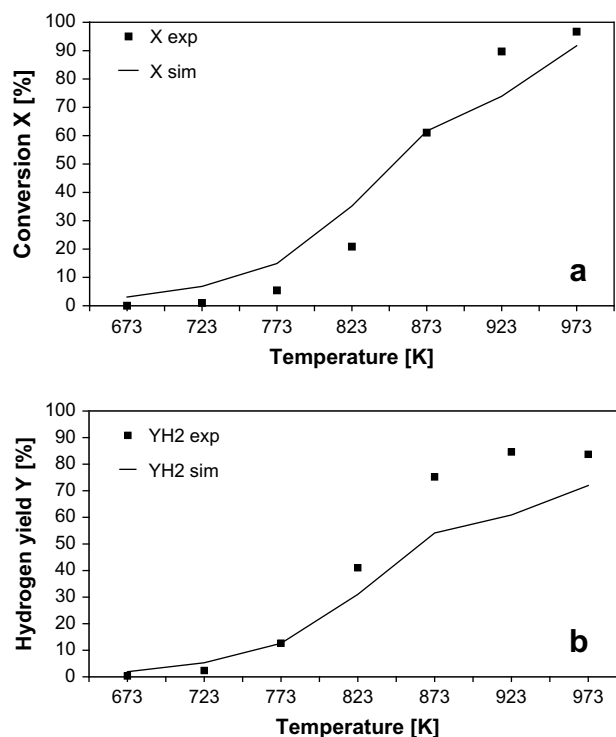 100
90
80
70
60
50
40
30
20
10
0
Conversion X [%]
X exp
X sim
a
673 723 773 823 873 923 973
Temperature [K]
100
90
80
70
60
50
40
30
20
10
0
Hydrogen yield Y [%]
YH2 exp
YH2 sim
b
673 723 773 823 873 923 973
Temperature [K]